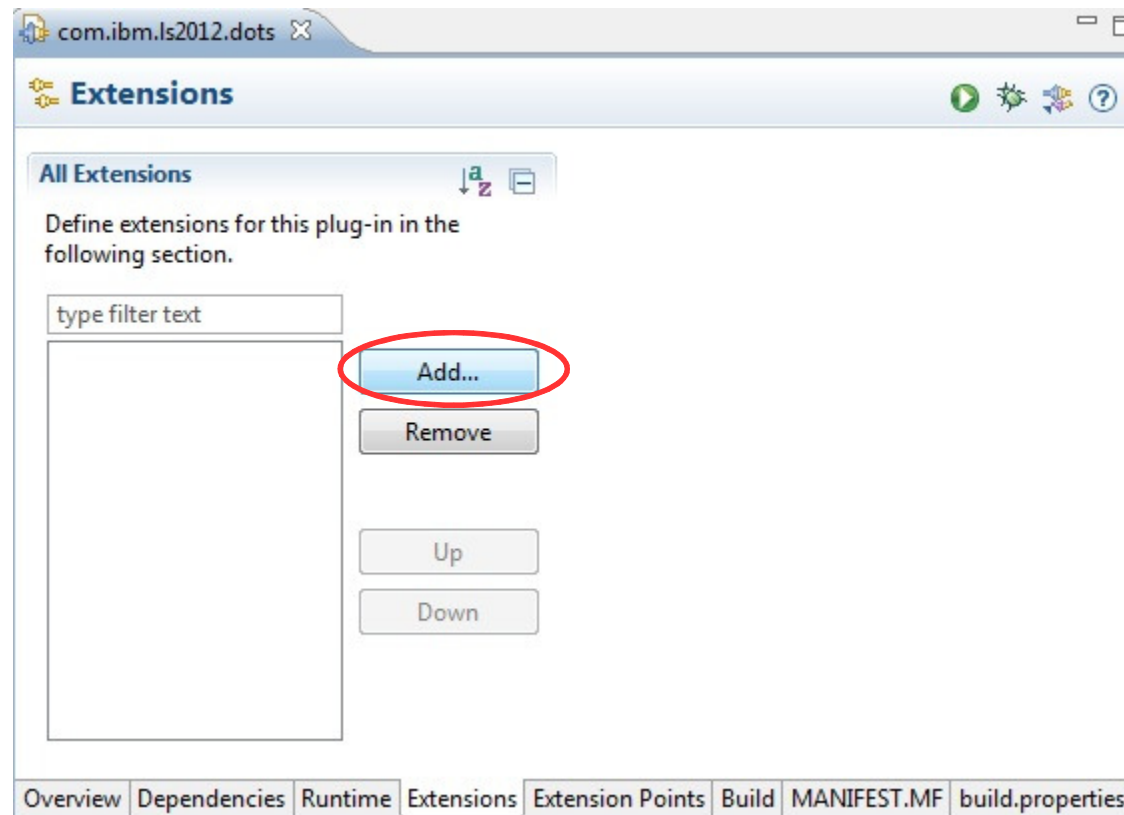 com.ibm.ls2012.dots
Extensions
All Extensions
Define extensions for this plug-in in the
following section.
type filter text
Add...
Remove
Up
Down
Overview Dependencies Runtime Extensions Extension Points Build MANIFEST.MF build.properties